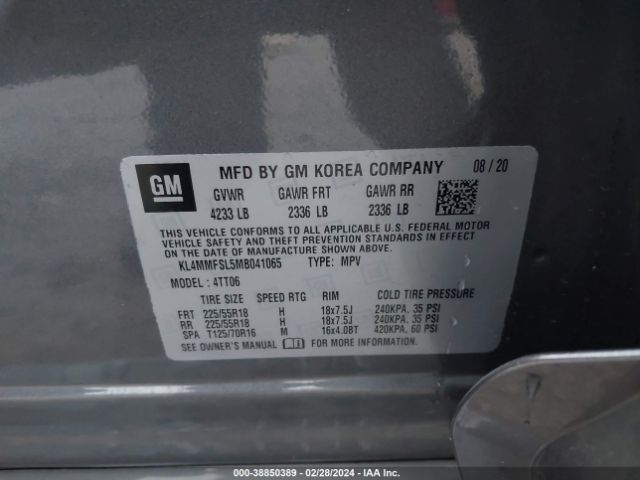 GM
MFD BY GM KOREA COMPANY 08 / 20
GVWR GAWR FRT GAWR RR
4233 LB 2336 LB 2336 LB
THIS VEHICLE CONFORMS TO ALL APPLICABLE U.S. FEDERAL MOTOR
VEHICLE SAFETY AND THEFT PREVENTION STANDARDS IN EFFECT ON
THE DATE OF MANUFACTURE SHOWN ABOVE.
KL4MMFSL5MB041065 TYPE: MPV
MODEL : 4TT06
TIRE SIZE SPEED RTG RIM COLD TIRE PRESSURE
FRT 225/55R18 H 18x7.5J 240KPA, 35 PSI
RR 225/55R18 H 18x7.5J 240KPA, 35 PSI
SPA T125/70R16 M 16x4.0BT 420KPA, 60 PSI
SEE OWNER'S MANUAL FOR MORE INFORMATION
000-38850389 - 02/28/2024 - IAA Inc.